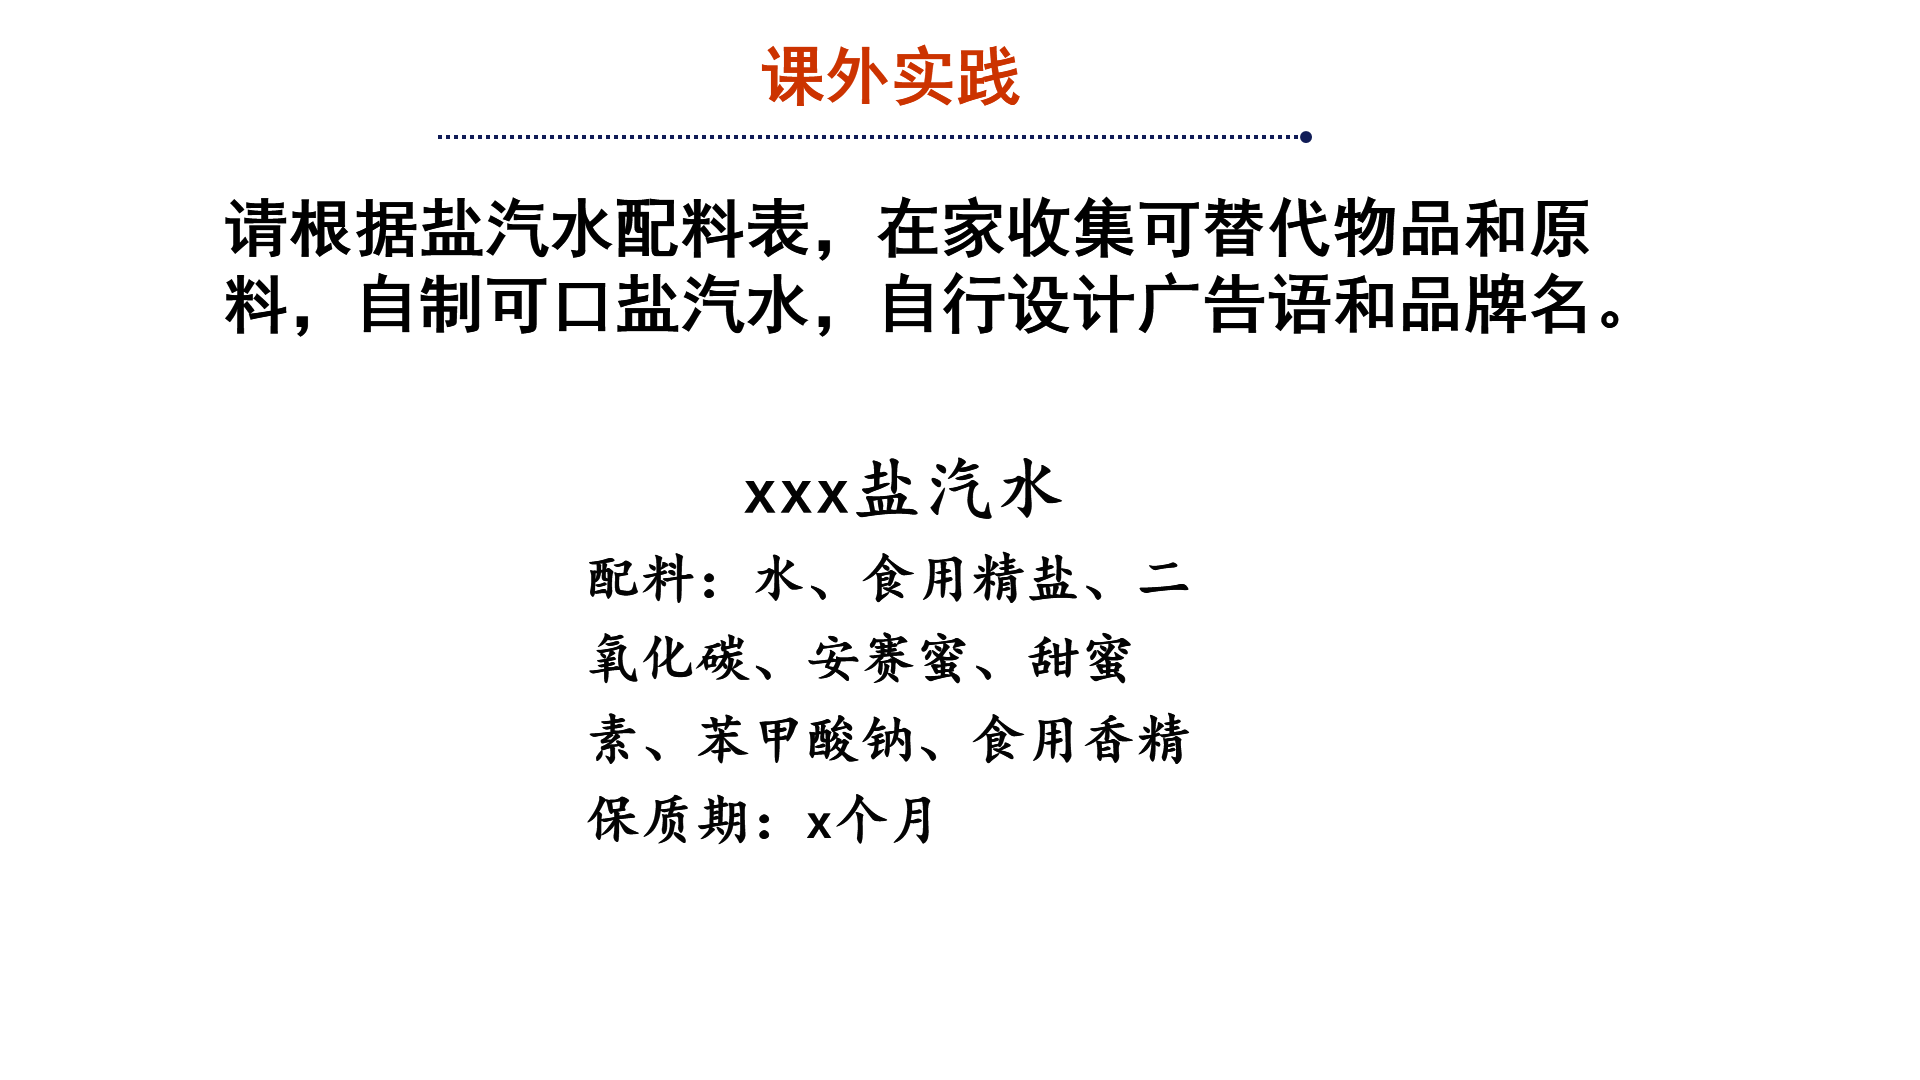 课外实践
请根据盐汽水配料表，在家收集可替代物品和原
料，自制可口盐汽水，自行设计广告语和品牌名。
xxx盐汽水
配料：水、食用精盐、二
氧化碳、安赛蜜、甜蜜
素、苯甲酸钠、食用香精
保质期：x个月